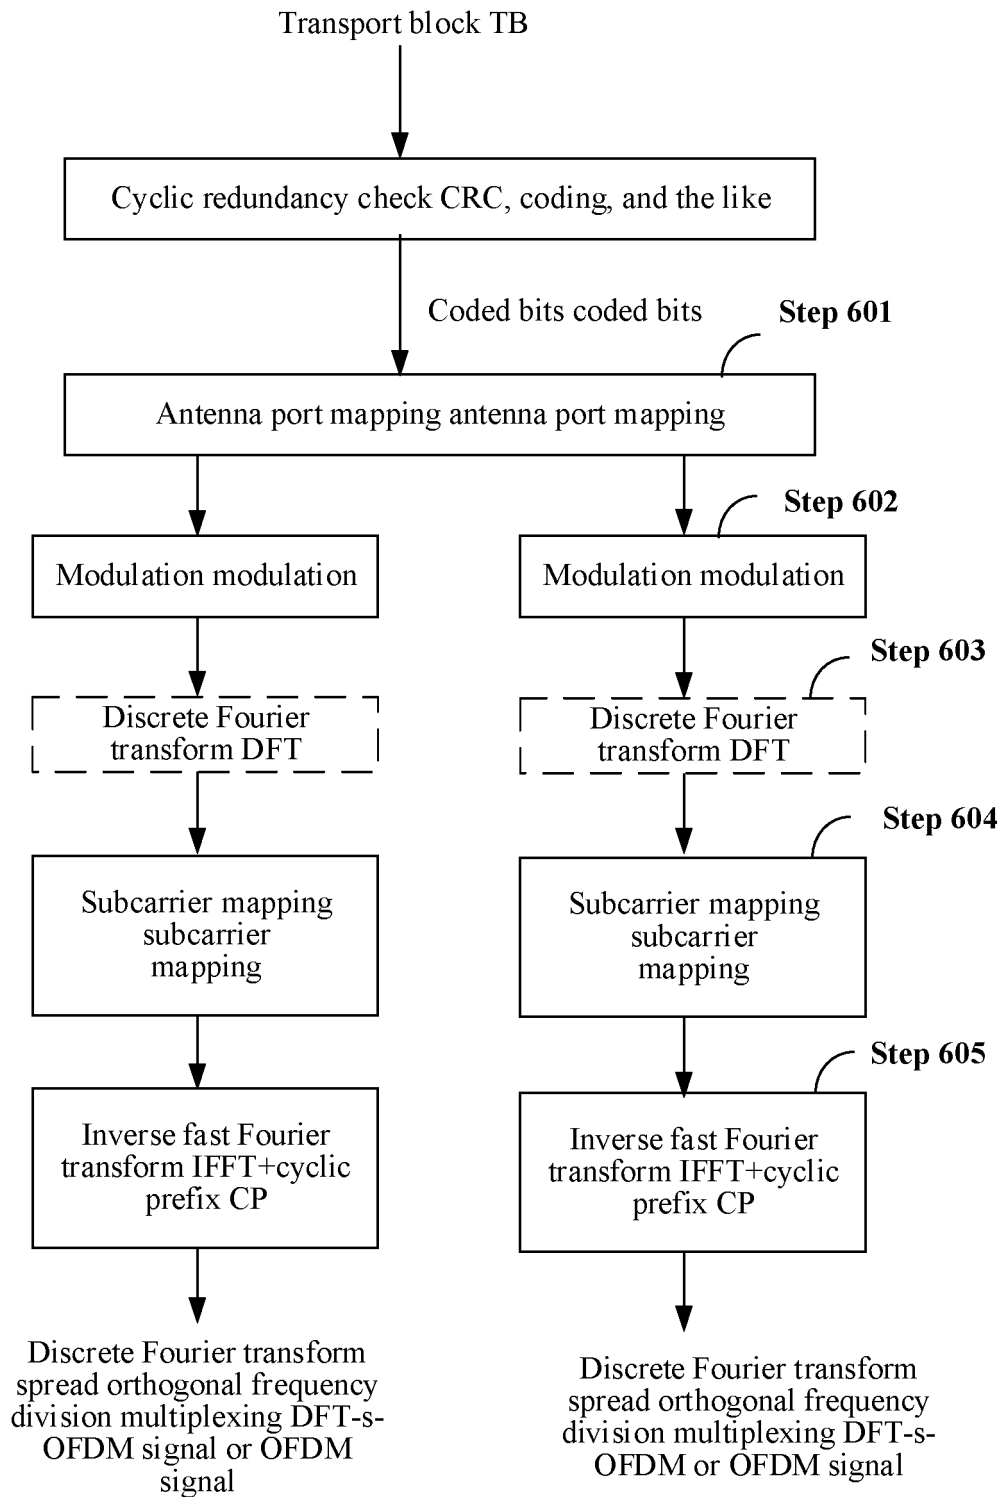 Transport block TB
Cyclic redundancy check CRC, coding, and the like
Coded bits coded bits
Step 601
Antenna port mapping antenna port mapping
Step 602
Modulation modulation
Modulation modulation
Step 603
Discrete Fourier
transform DFT
Discrete Fourier
transform DFT
Step 604
Subcarrier mapping
subcarrier
mapping
Subcarrier mapping
subcarrier
mapping
Step 605
Inverse fast Fourier
transform IFFT+cyclic
prefix CP
Inverse fast Fourier
transform IFFT+cyclic
prefix CP
Discrete Fourier transform
spread orthogonal frequency
division multiplexing DFT-s-
OFDM signal or OFDM
signal
Discrete Fourier transform
spread orthogonal frequency
division multiplexing DFT-s-
OFDM or OFDM signal